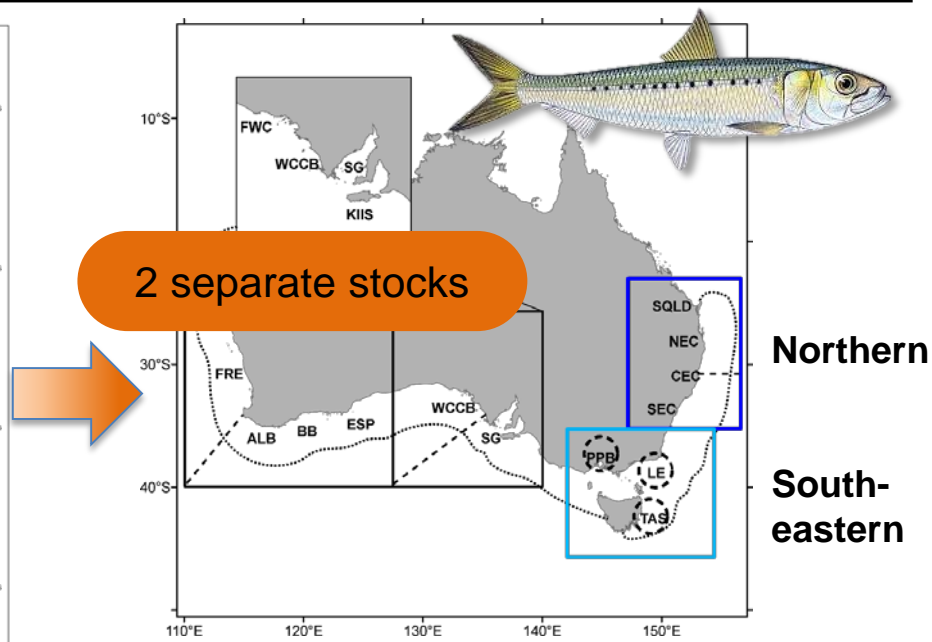 10°S
FWC
WCCB
SG
KIIS
2 separate stocks
SQLD
NEC
CEC
SEC
Northern
30°S
FRE
ALB
BB
ESP
WCCB
SG
PPB
LE
TAS
40°S
South-
eastern
110°E
120°E
130°E
140°E
150°E